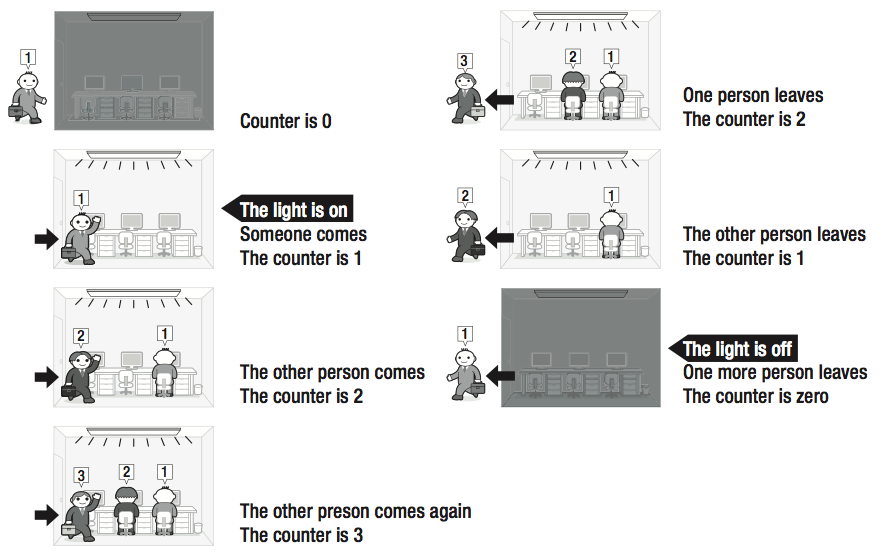 1
Counter is 0
1
The light is on
Someone comes
The counter is 1
2
1
The other person comes
The counter is 2
3
2
1
The other preson comes again
The counter is 3
3
2
1
One person leaves
The counter is 2
2
1
The other person leaves
The counter is 1
1
The light is off
One more person leaves
The counter is zero